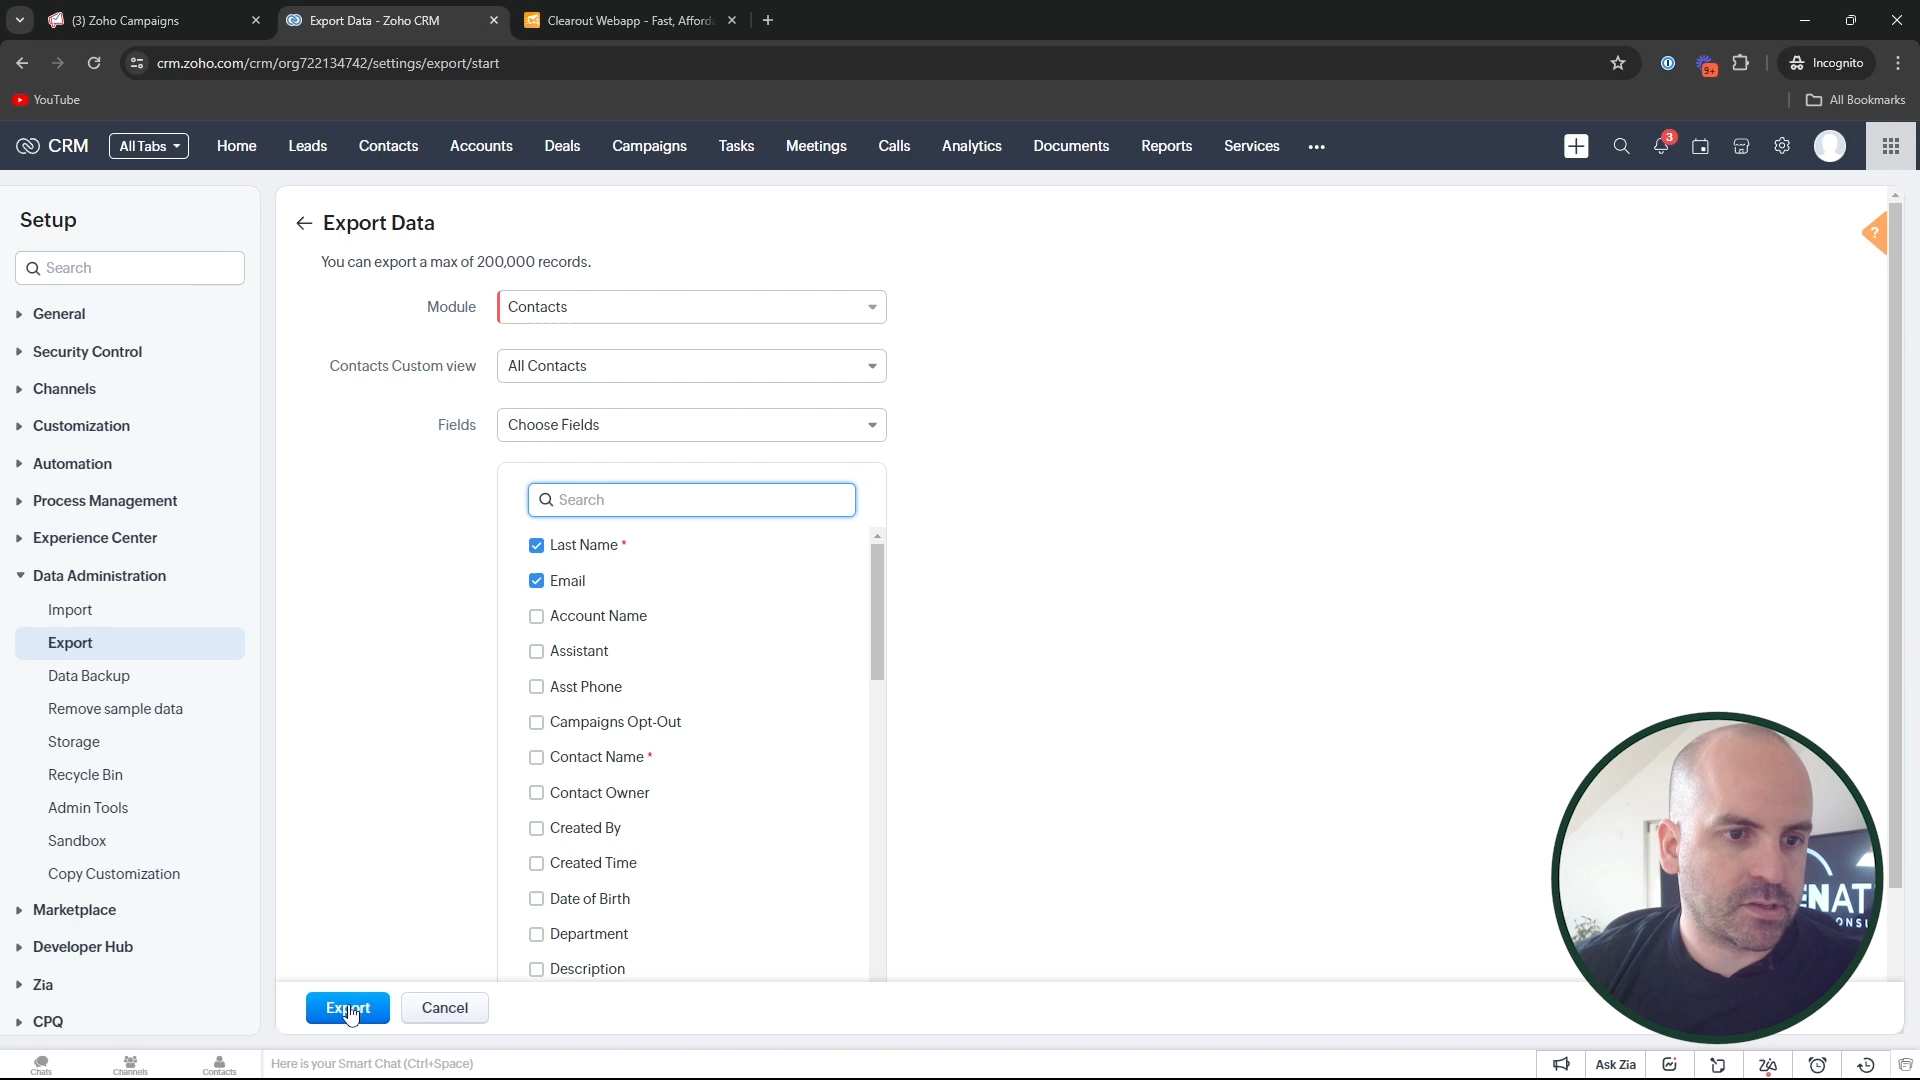 (3) Zoho Campaigns
Export Data - Zoho CRM
Clearout Webapp - Fast, Afforda
crm.zoho.com/crm/org722134742/settings/export/start
9+
Incognito
YouTube
All Bookmarks
CRM
All Tabs
Home
Leads
Contacts
Accounts
Deals
Campaigns
Tasks
Meetings
Calls
Analytics
Documents
Reports
Services
3
Setup
Search
General
Security Control
Channels
Customization
Automation
Process Management
Experience Center
Data Administration
Import
Export
Data Backup
Remove sample data
Storage
Recycle Bin
Admin Tools
Sandbox
Copy Customization
Marketplace
Developer Hub
Zia
CPQ
Export Data
?
You can export a max of 200,000 records.
Module
Contacts
Contacts Custom view
All Contacts
Fields
Choose Fields
Search
Last Name *
Email
Account Name
Assistant
Asst Phone
Campaigns Opt-Out
Contact Name *
Contact Owner
Created By
Created Time
Date of Birth
Department
Description
Export
Cancel
Chats
Channels
Contacts
Here is your Smart Chat (Ctrl+Space)
Ask Zia